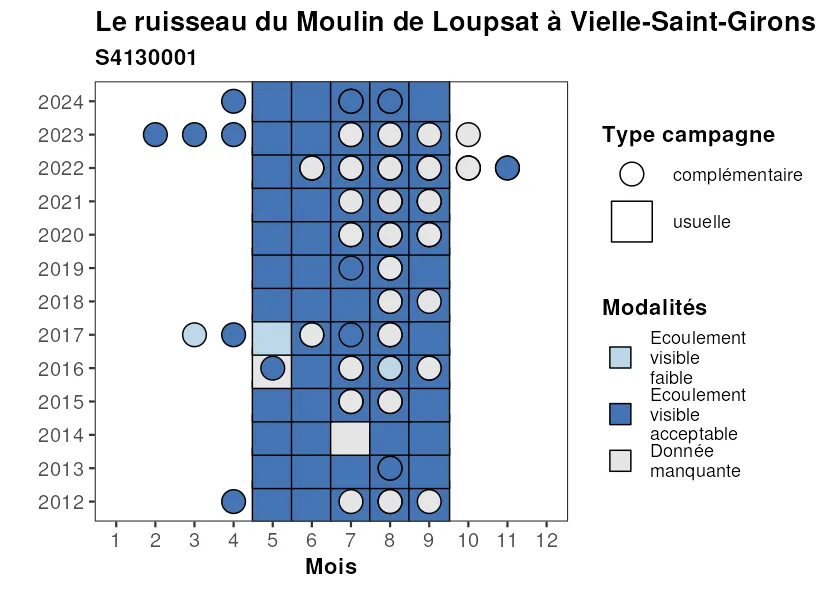 Le ruisseau du Moulin de Loupsat à Vielle-Saint-Girons
S4130001
2024
2023
2022
2021
2020
2019
2018
2017
2016
2015
2014
2013
2012
1 2 3 4 5 6 7 8 9 10 11 12
Mois
Type campagne
complémentaire
usuelle
Modalités
Ecoulement
visible
faible
Ecoulement
visible
acceptable
Donnée
manquante